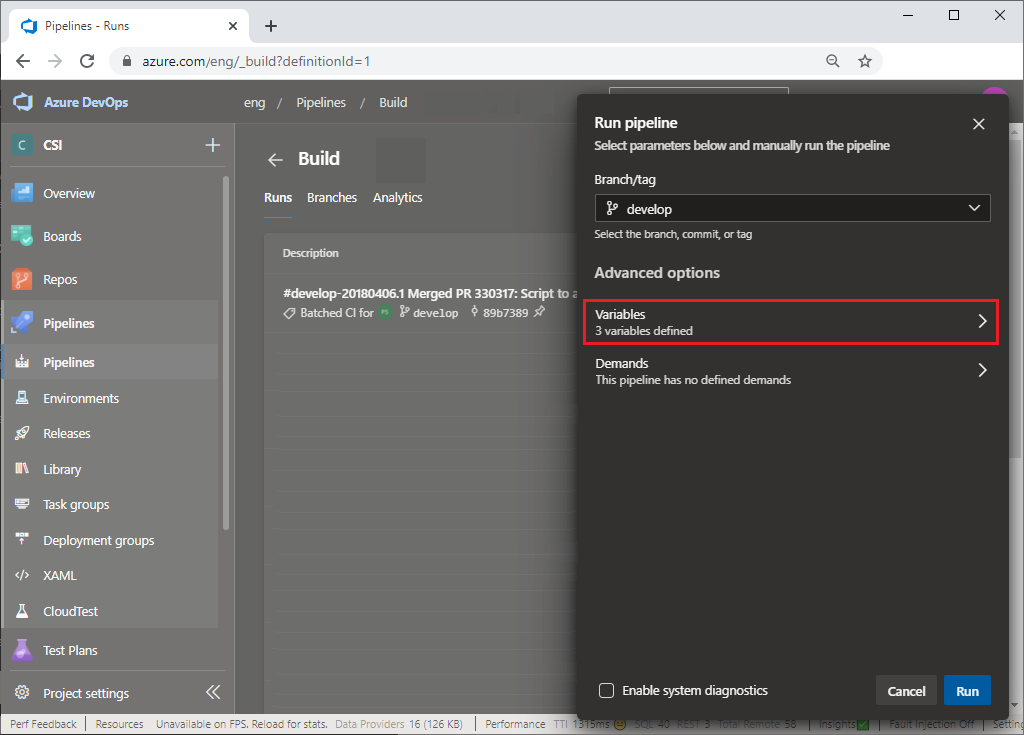 Pipelines - Runs
azure.com/eng/_build?definitionId=1
Azure DevOps
eng / Pipelines / Build
C CSI
Overview
Boards
Repos
Pipelines
Pipelines
Environments
Releases
Library
Task groups
Deployment groups
XAML
CloudTest
Test Plans
Project settings
Build
Runs Branches Analytics
Description
#develop-20180406.1 Merged PR 330317: Script to a
Batched CI for PS develop 89b7389
Run pipeline
Select parameters below and manually run the pipeline
Branch/tag
develop
Select the branch, commit, or tag
Advanced options
Variables
3 variables defined
Demands
This pipeline has no defined demands
Enable system diagnostics
Cancel
Run
Perf Feedback Resources Unavailable on FPS. Reload for stats. Data Providers 16 (126 KB) Performance TTI 1315ms SQL 40 REST 3 Total Remote 58 Insights Fault Injection Off Setting